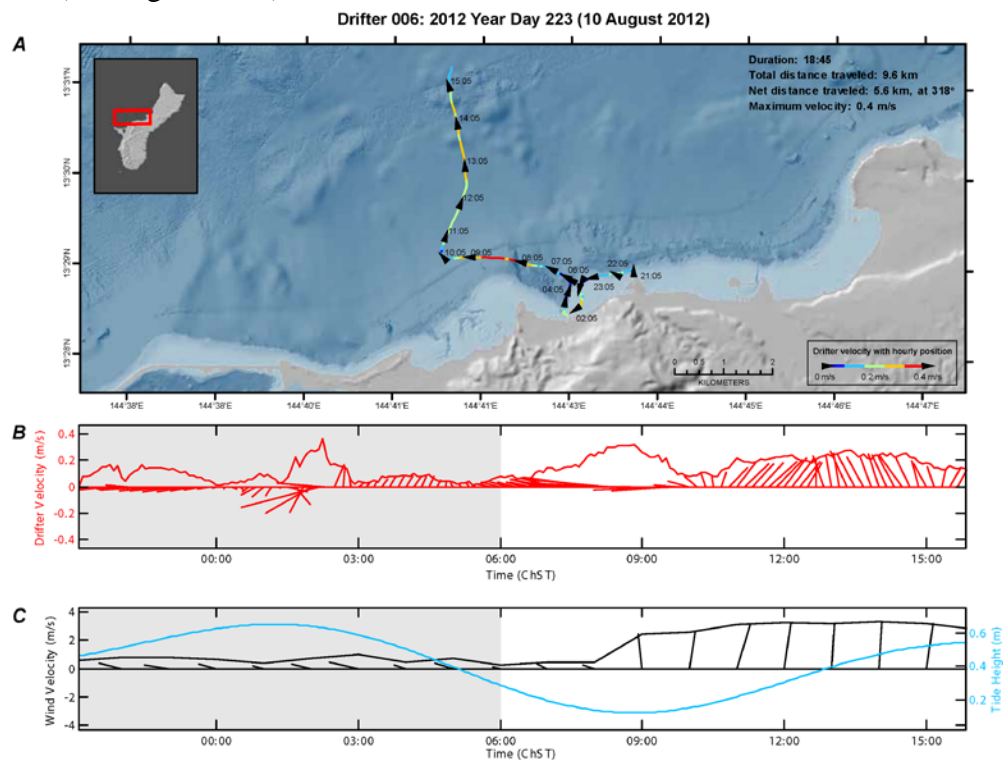 Drifter 006: 2012 Year Day 223 (10 August 2012)
A
Duration: 18:45
Total distance traveled: 9.6 km
Net distance traveled: 5.6 km, at 318°
Maximum velocity: 0.4 m/s
13°31'N
13°30'N
13°29'N
13°28'N
15:05
14:05
13:05
12:05
11:05
10:05
09:05
08:05
07:05
06:05
04:05
02:05
23:05
22:05
21:05
0 0.5 1 2
KILOMETERS
Drifter velocity with hourly position
0 m/s 0.2 m/s 0.4 m/s
144°38'E 144°38'E 144°40'E 144°41'E 144°41'E 144°43'E 144°44'E 144°45'E 144°46'E 144°47'E
B
Drifter Velocity (m/s)
0.4
0.2
0
-0.2
-0.4
00:00 03:00 06:00 09:00 12:00 15:00
Time (ChST)
C
Wind Velocity (m/s)
4
2
0
-2
-4
Tide Height (m)
0.6
0.4
0.2
00:00 03:00 06:00 09:00 12:00 15:00
Time (ChST)